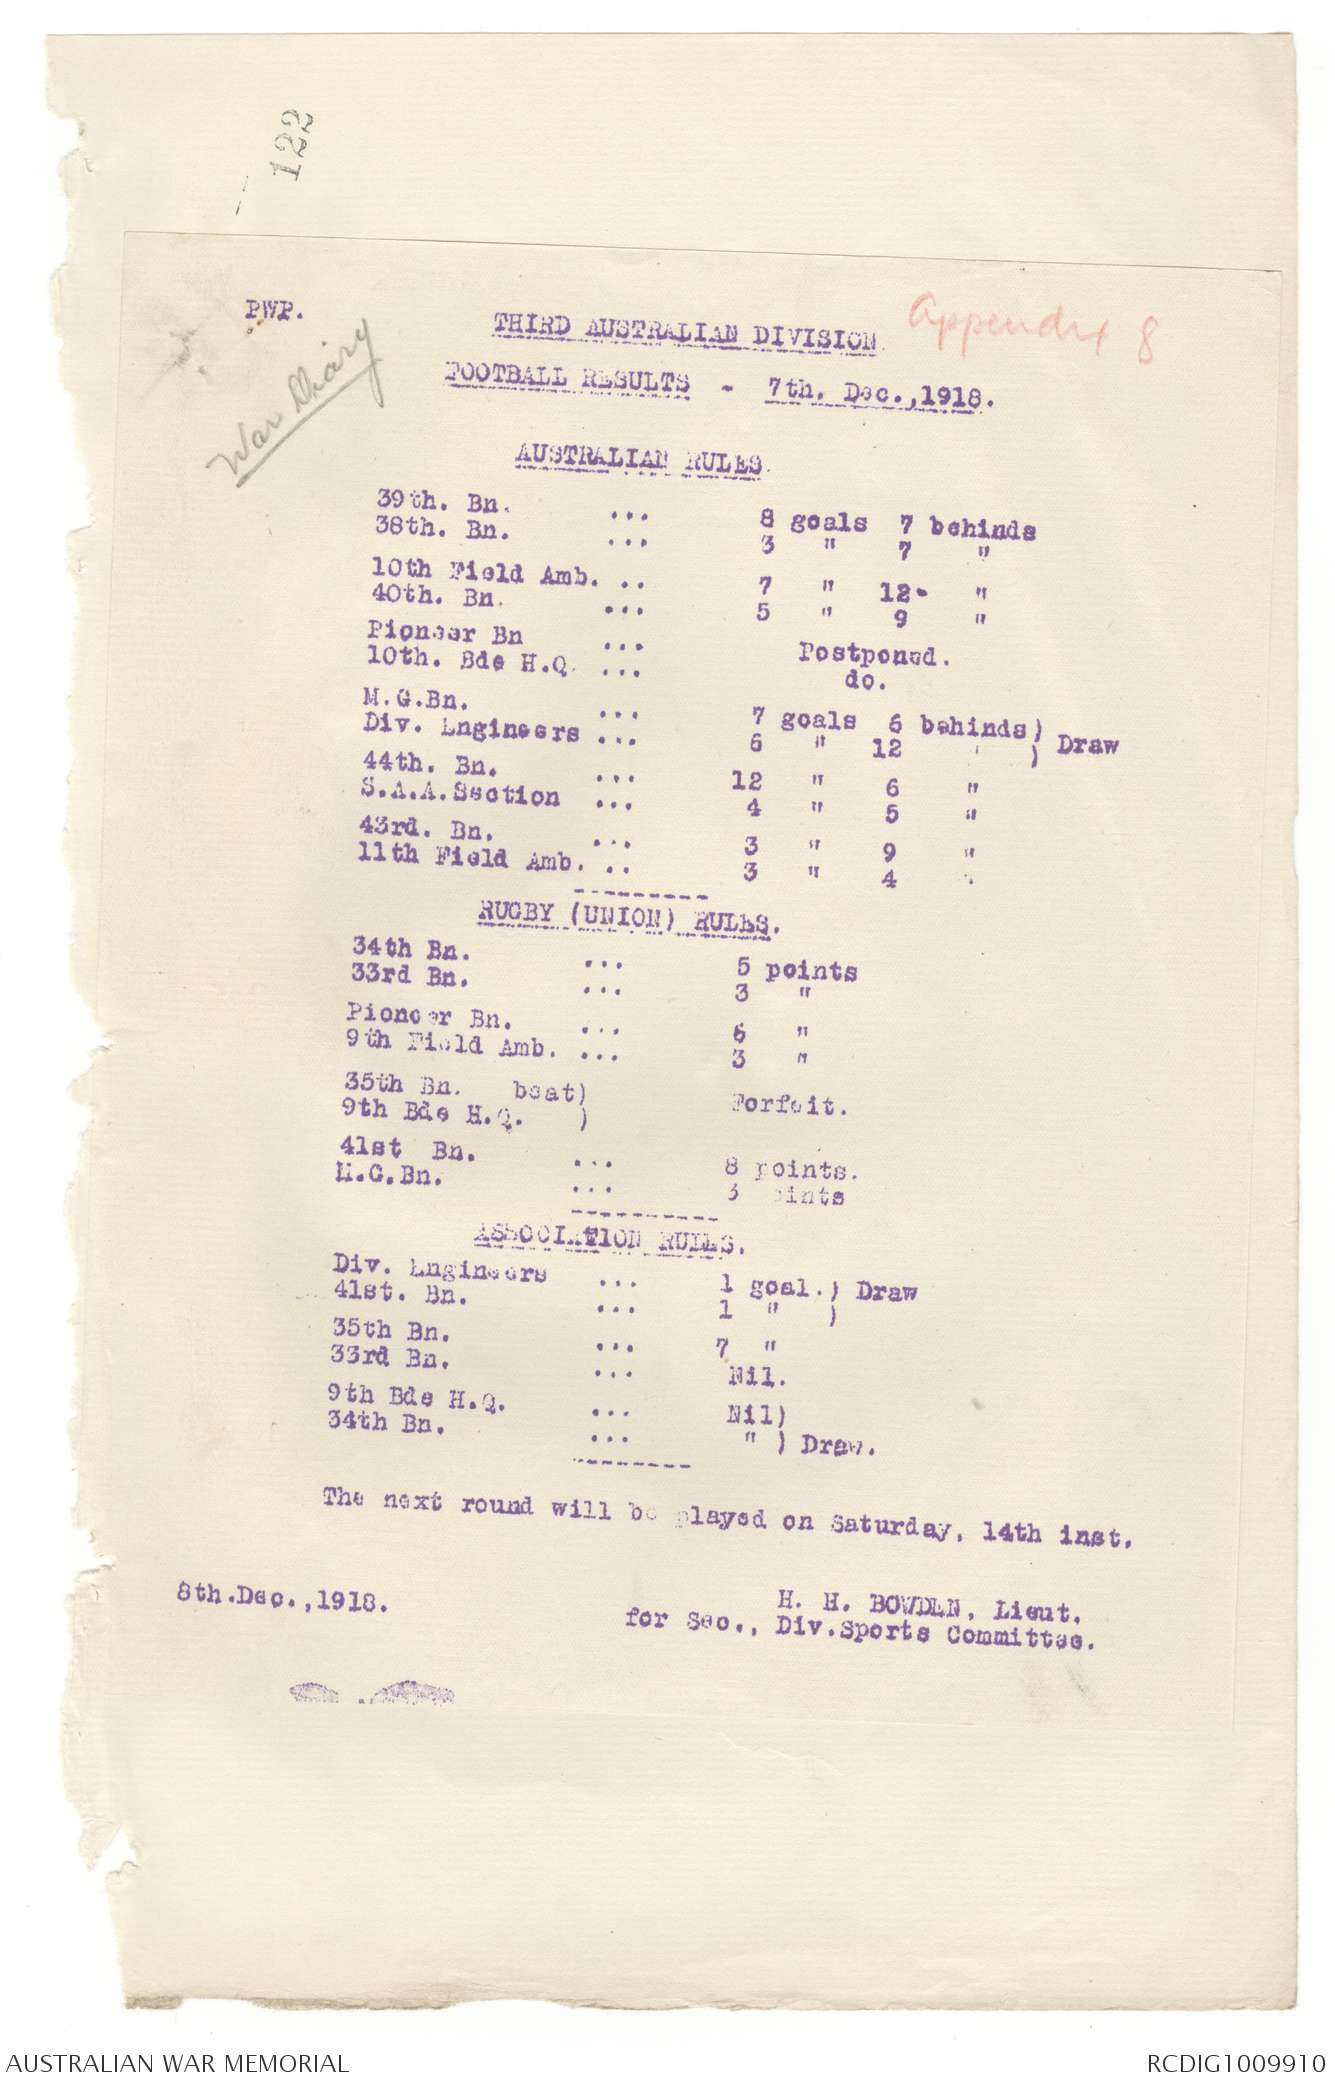 122
PWP.
War Diary
Appendix 8
THIRD AUSTRALIAN DIVISION
FOOTBALL RESULTS - 7th. Dec.,1918.
AUSTRALIAN RULES.
39th. Bn. ... 8 goals 7 behinds
38th. Bn. ... 3 " 7 "
10th Field Amb. .. 7 " 12 "
40th. Bn. ... 5 " 9 "
Pioneer Bn ... Postponed.
10th. Bde H.Q. ... do.
M.G.Bn. ... 7 goals 6 behinds)
Div. Engineers ... 6 " 12 " ) Draw
44th. Bn. ... 12 " 6 "
S.A.A.Section ... 4 " 5 "
43rd. Bn. ... 3 " 9 "
11th Field Amb. .. 3 " 4 "
---------
RUGBY (UNION) RULES.
34th Bn. ... 5 points
33rd Bn. ... 3 "
Pioneer Bn. ... 6 "
9th Field Amb. ... 3 "
35th Bn. beat)
9th Bde H.Q. ) Forfeit.
41st Bn. ... 8 points.
M.G.Bn. ... 3 points
----------
ASSOCIATION RULES.
Div. Engineers ... 1 goal.) Draw
41st. Bn. ... 1 " )
35th Bn. ... 7 "
33rd Bn. ... Nil.
9th Bde H.Q. ... Nil)
34th Bn. ... " ) Draw.
--------
The next round will be played on Saturday, 14th inst.
8th.Dec.,1918.
H. H. BOWDEN, Lieut.
for Sec., Div.Sports Committee.
AUSTRALIAN WAR MEMORIAL
RCDIG1009910